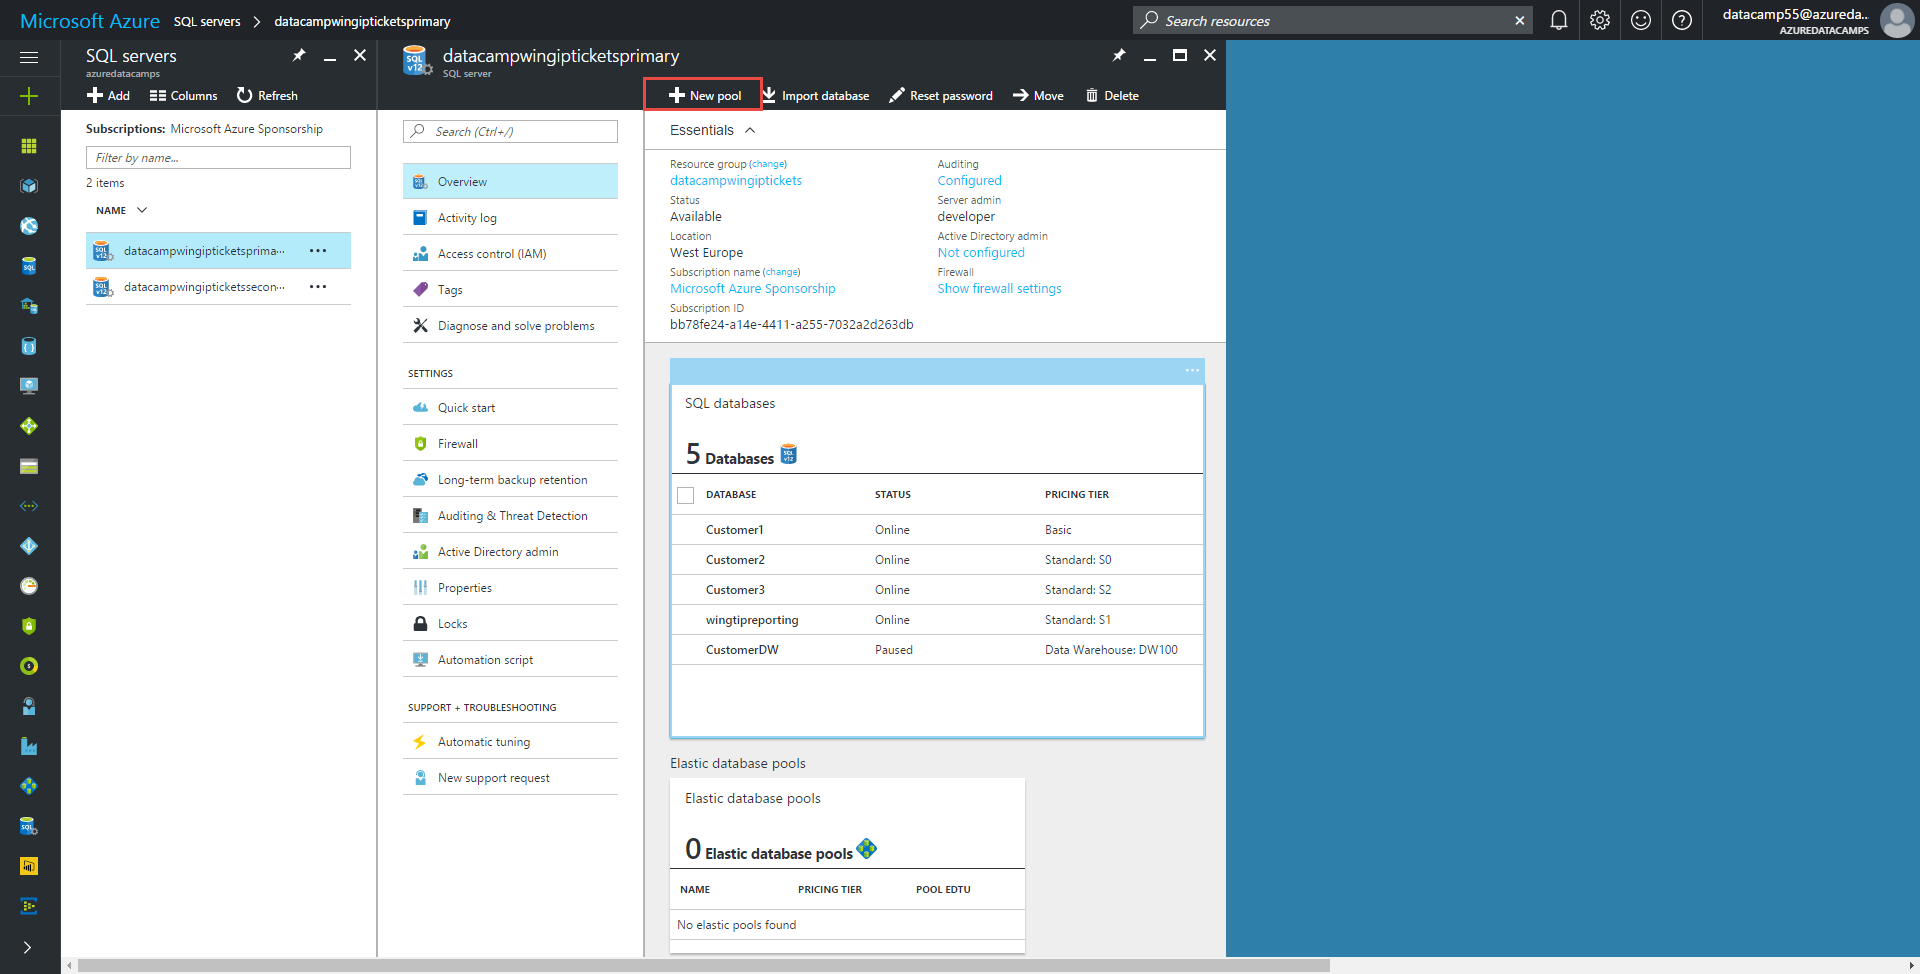 Microsoft Azure SQL servers > datacampwingipticketsprimary
Search resources
datacamp55@azureda...
AZUREDATACAMPS
SQL servers
azuredatacamps
Add Columns Refresh
Subscriptions: Microsoft Azure Sponsorship
Filter by name...
2 items
NAME
datacampwingipticketsprima...
datacampwingipticketssecon...
datacampwingipticketsprimary
SQL server
New pool Import database Reset password Move Delete
Search (Ctrl+/)
Overview
Activity log
Access control (IAM)
Tags
Diagnose and solve problems
SETTINGS
Quick start
Firewall
Long-term backup retention
Auditing & Threat Detection
Active Directory admin
Properties
Locks
Automation script
SUPPORT + TROUBLESHOOTING
Automatic tuning
New support request
Essentials
Resource group (change)
datacampwingiptickets
Status
Available
Location
West Europe
Subscription name (change)
Microsoft Azure Sponsorship
Subscription ID
bb78fe24-a14e-4411-a255-7032a2d263db
Auditing
Configured
Server admin
developer
Active Directory admin
Not configured
Firewall
Show firewall settings
SQL databases
5 Databases
DATABASE STATUS PRICING TIER
Customer1 Online Basic
Customer2 Online Standard: S0
Customer3 Online Standard: S2
wingtipreporting Online Standard: S1
CustomerDW Paused Data Warehouse: DW100
Elastic database pools
Elastic database pools
0 Elastic database pools
NAME PRICING TIER POOL EDTU
No elastic pools found